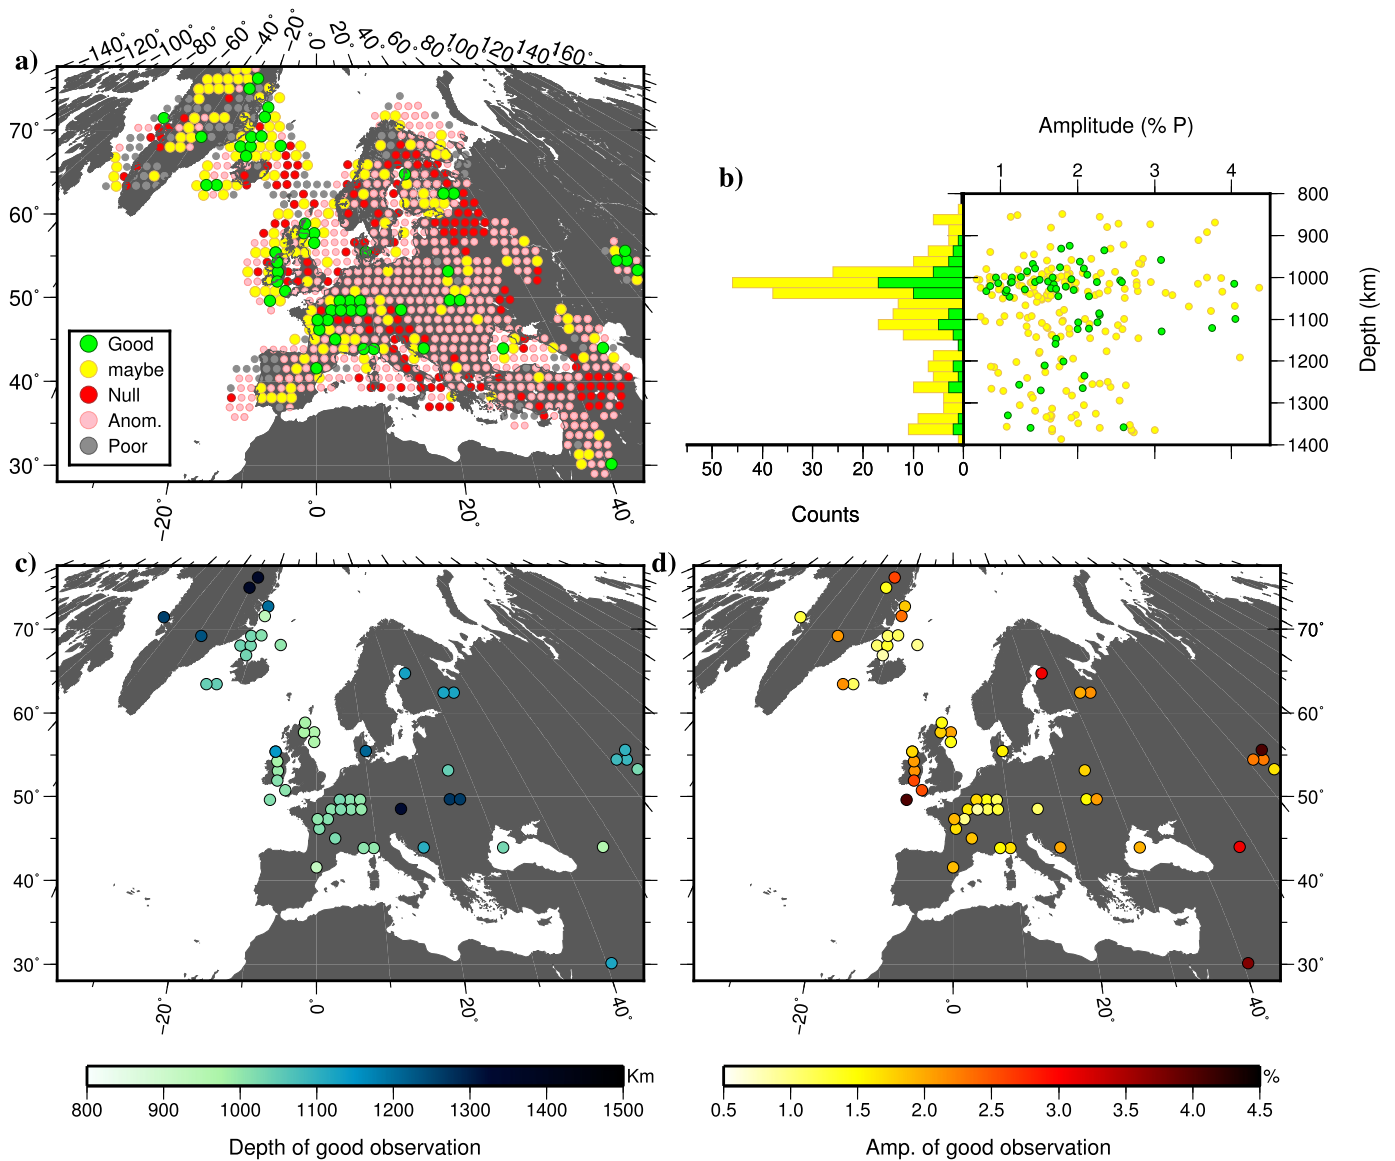 a)
−140° −120° −100° −80° −60° −40° −20° 0° 20° 40° 60° 80° 100° 120° 140° 160°
70°
60°
50°
40°
30°
Good
maybe
Null
Anom.
Poor
−20° 0° 20° 40°
b)
Amplitude (% P)
1 2 3 4
800
900
1000
1100
1200
1300
1400
Depth (km)
50 40 30 20 10 0
Counts
c)
70°
60°
50°
40°
30°
−20° 0° 20° 40°
Km
800 900 1000 1100 1200 1300 1400 1500
Depth of good observation
d)
70°
60°
50°
40°
30°
−20° 0° 20° 40°
%
0.5 1.0 1.5 2.0 2.5 3.0 3.5 4.0 4.5
Amp. of good observation